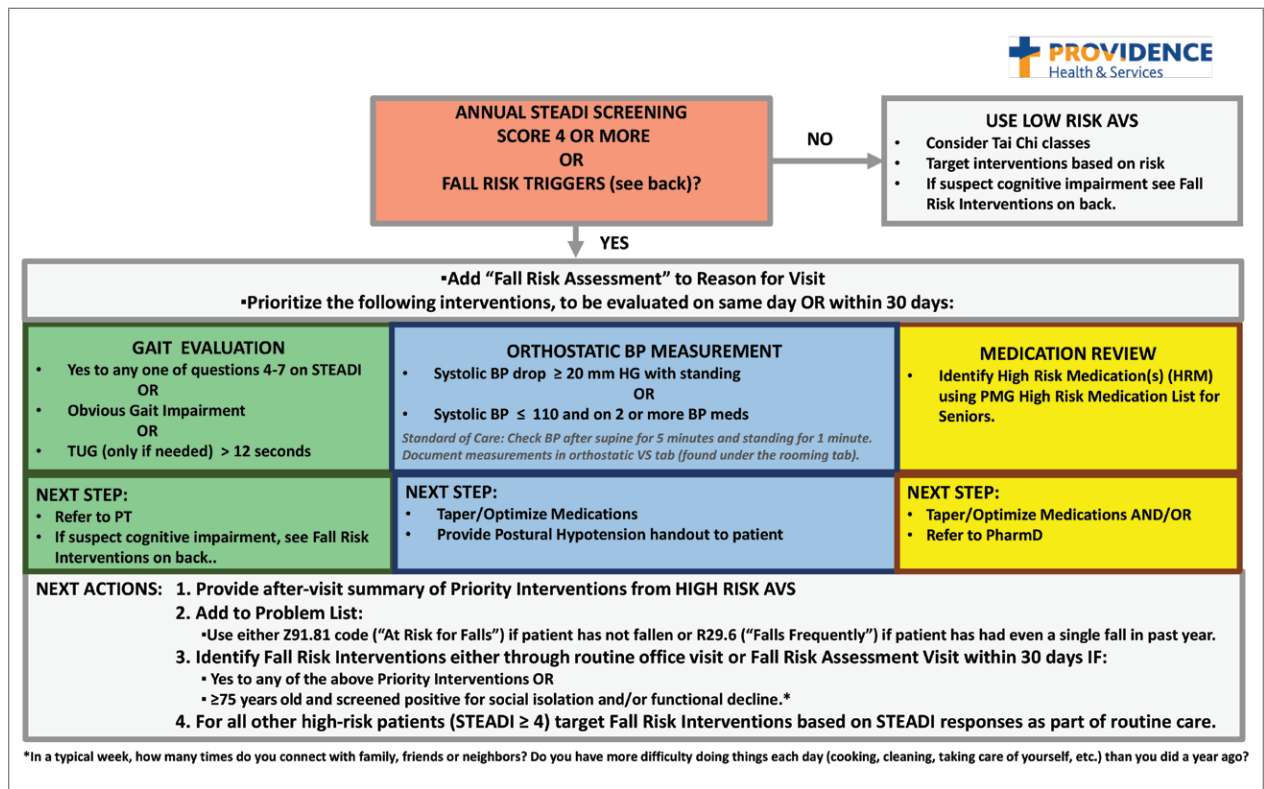 PROVIDENCE
Health & Services
ANNUAL STEADI SCREENING
SCORE 4 OR MORE
OR
FALL RISK TRIGGERS (see back)?
NO
USE LOW RISK AVS
• Consider Tai Chi classes
• Target interventions based on risk
• If suspect cognitive impairment see Fall
Risk Interventions on back.
YES
▪Add “Fall Risk Assessment” to Reason for Visit
▪Prioritize the following interventions, to be evaluated on same day OR within 30 days:
GAIT EVALUATION
• Yes to any one of questions 4-7 on STEADI
OR
• Obvious Gait Impairment
OR
• TUG (only if needed) > 12 seconds
ORTHOSTATIC BP MEASUREMENT
• Systolic BP drop ≥ 20 mm HG with standing
OR
• Systolic BP ≤ 110 and on 2 or more BP meds
Standard of Care: Check BP after supine for 5 minutes and standing for 1 minute.
Document measurements in orthostatic VS tab (found under the rooming tab).
MEDICATION REVIEW
• Identify High Risk Medication(s) (HRM)
using PMG High Risk Medication List for
Seniors.
NEXT STEP:
• Refer to PT
• If suspect cognitive impairment, see Fall Risk
Interventions on back..
NEXT STEP:
• Taper/Optimize Medications
• Provide Postural Hypotension handout to patient
NEXT STEP:
• Taper/Optimize Medications AND/OR
• Refer to PharmD
NEXT ACTIONS: 1. Provide after-visit summary of Priority Interventions from HIGH RISK AVS
2. Add to Problem List:
▪Use either Z91.81 code (“At Risk for Falls”) if patient has not fallen or R29.6 (“Falls Frequently”) if patient has had even a single fall in past year.
3. Identify Fall Risk Interventions either through routine office visit or Fall Risk Assessment Visit within 30 days IF:
▪ Yes to any of the above Priority Interventions OR
▪ ≥75 years old and screened positive for social isolation and/or functional decline.*
4. For all other high-risk patients (STEADI ≥ 4) target Fall Risk Interventions based on STEADI responses as part of routine care.
*In a typical week, how many times do you connect with family, friends or neighbors? Do you have more difficulty doing things each day (cooking, cleaning, taking care of yourself, etc.) than you did a year ago?